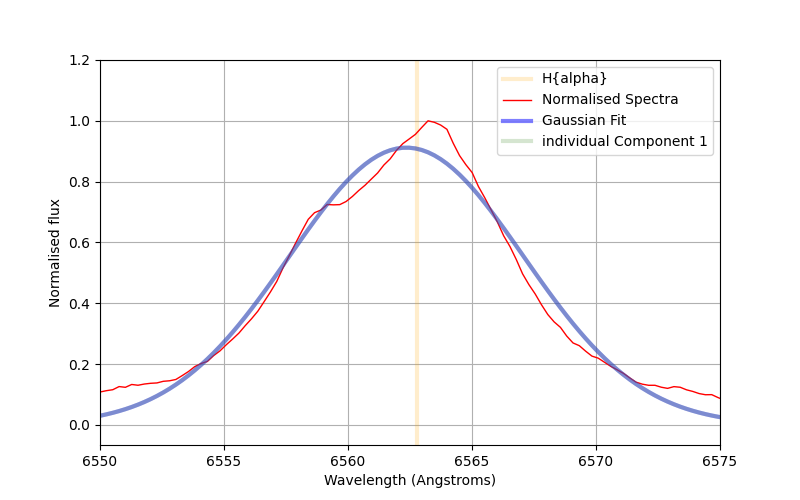 1.2
1.0
0.8
0.6
0.4
0.2
0.0
Normalised flux
H{alpha}
Normalised Spectra
Gaussian Fit
individual Component 1
6550 6555 6560 6565 6570 6575
Wavelength (Angstroms)